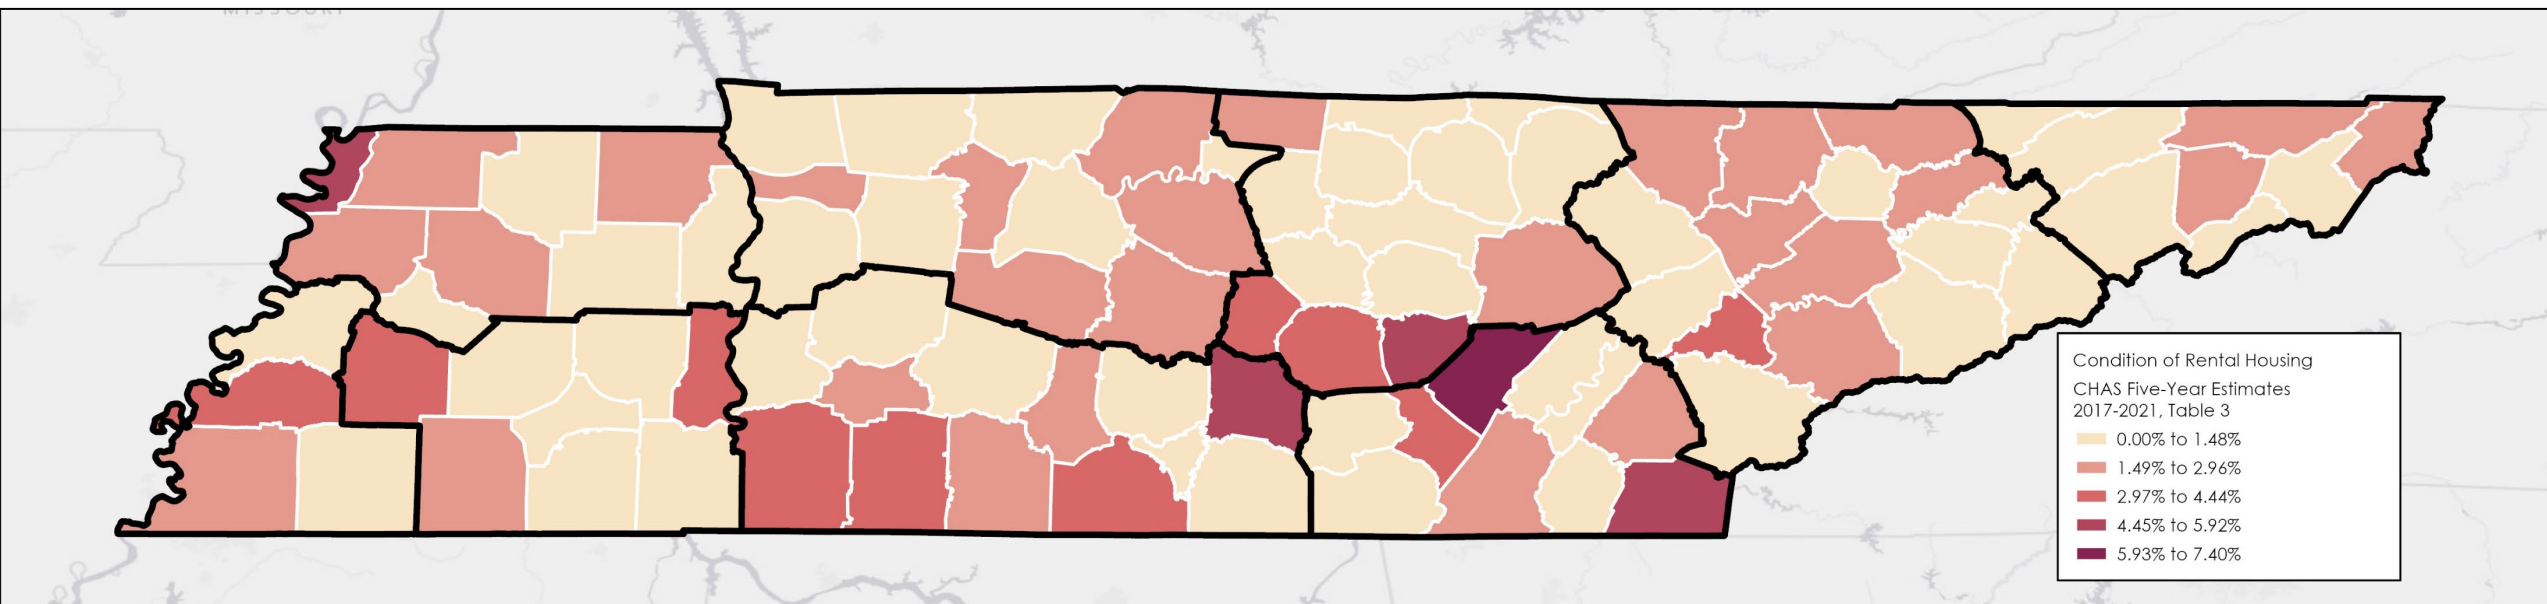 MISSOURI
Condition of Rental Housing
CHAS Five-Year Estimates
2017-2021, Table 3
0.00% to 1.48%
1.49% to 2.96%
2.97% to 4.44%
4.45% to 5.92%
5.93% to 7.40%